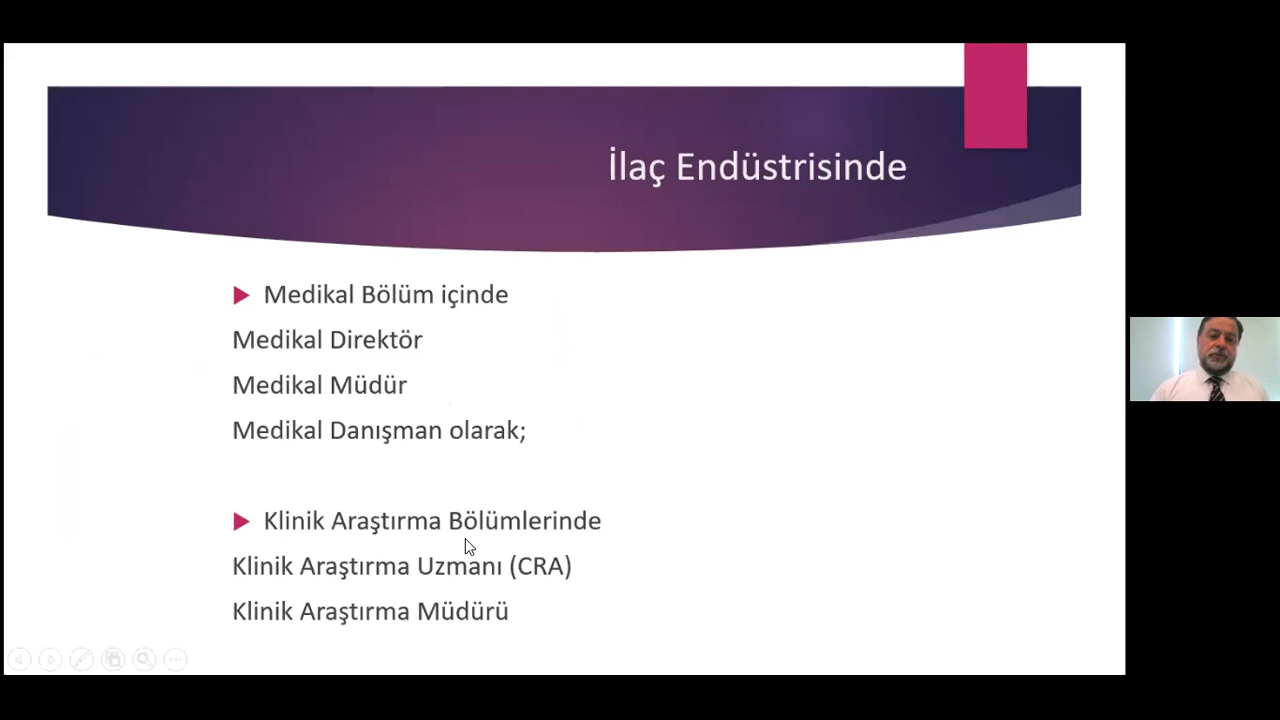 İlaç Endüstrisinde
Medikal Bölüm içinde
Medikal Direktör
Medikal Müdür
Medikal Danışman olarak;
Klinik Araştırma Bölümlerinde
Klinik Araştırma Uzmanı (CRA)
Klinik Araştırma Müdürü